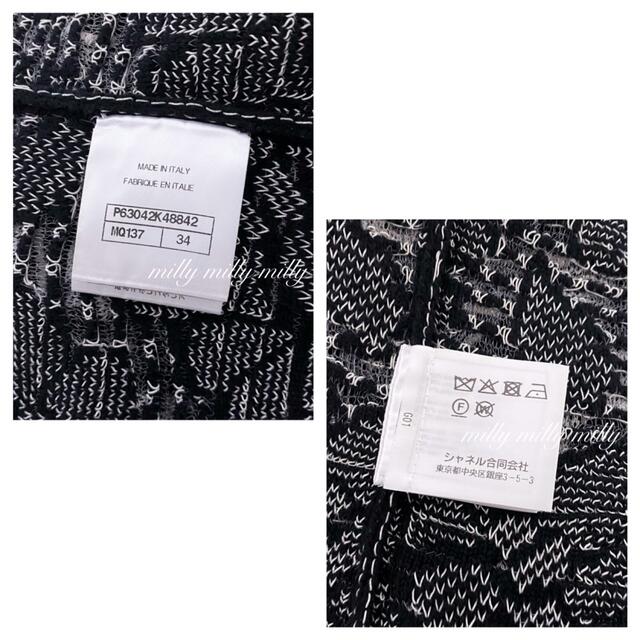 MADE IN ITALY
FABRIQUE EN ITALIE
P63042K48842
MQ137 34
milly milly milly
G01
F W
milly milly milly
シャネル合同会社
東京都中央区銀座3-5-3